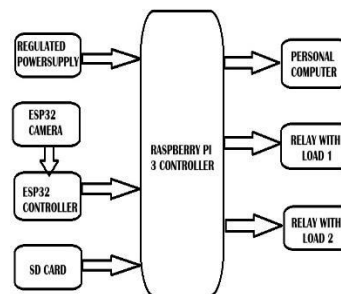 REGULATED
POWERSUPPLY
ESP32
CAMERA
ESP32
CONTROLLER
SD CARD
RASPBERRY PI
3 CONTROLLER
PERSONAL
COMPUTER
RELAY WITH
LOAD 1
RELAY WITH
LOAD 2